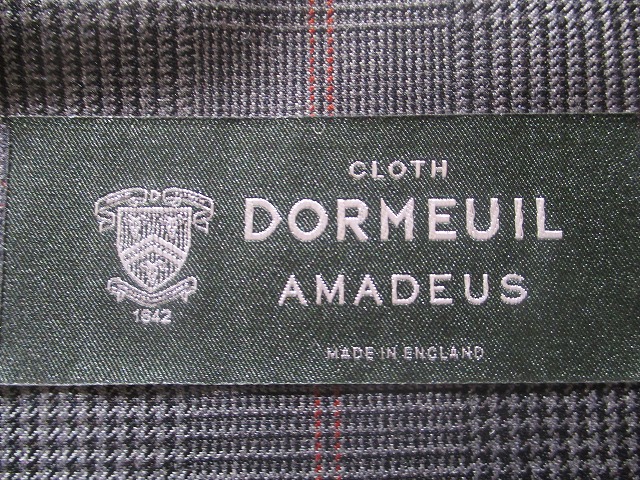 CLOTH
DORMEUIL
AMADEUS
D
1842
MADE IN ENGLAND